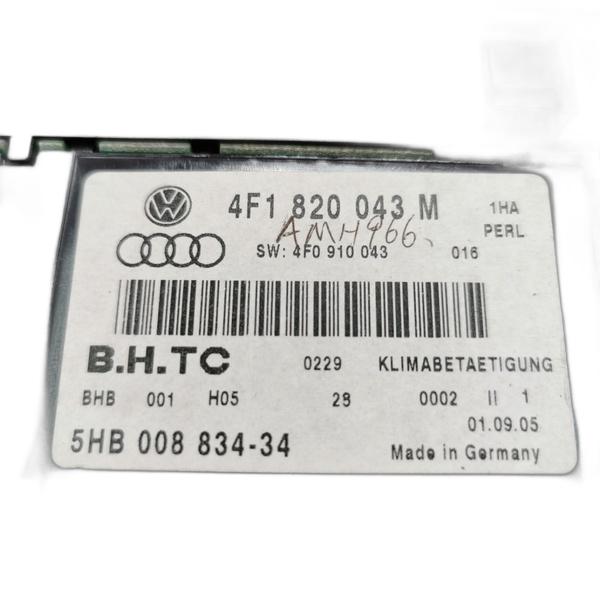 4F1 820 043 M 1HA
PERL
AMH966.
SW: 4F0 910 043 016
B.H.TC 0229 KLIMABETAETIGUNG
BHB 001 H05 28 0002 II 1
01.09.05
5HB 008 834-34 Made in Germany